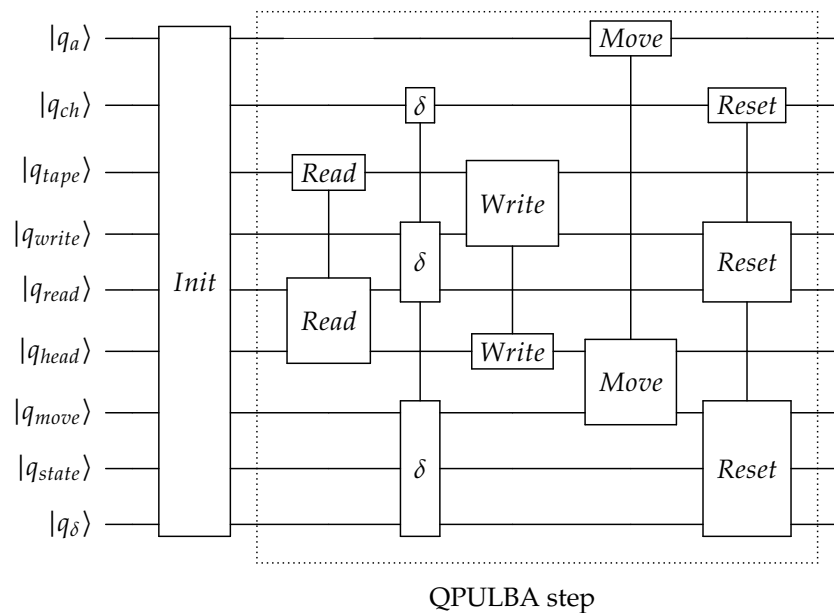 |q_a⟩ Move
|q_ch⟩ δ Reset
|q_tape⟩ Read Write
|q_write⟩ δ Reset
|q_read⟩ Init Read
|q_head⟩ Write Move
|q_move⟩
|q_state⟩ δ Reset
|q_δ⟩
QPULBA step